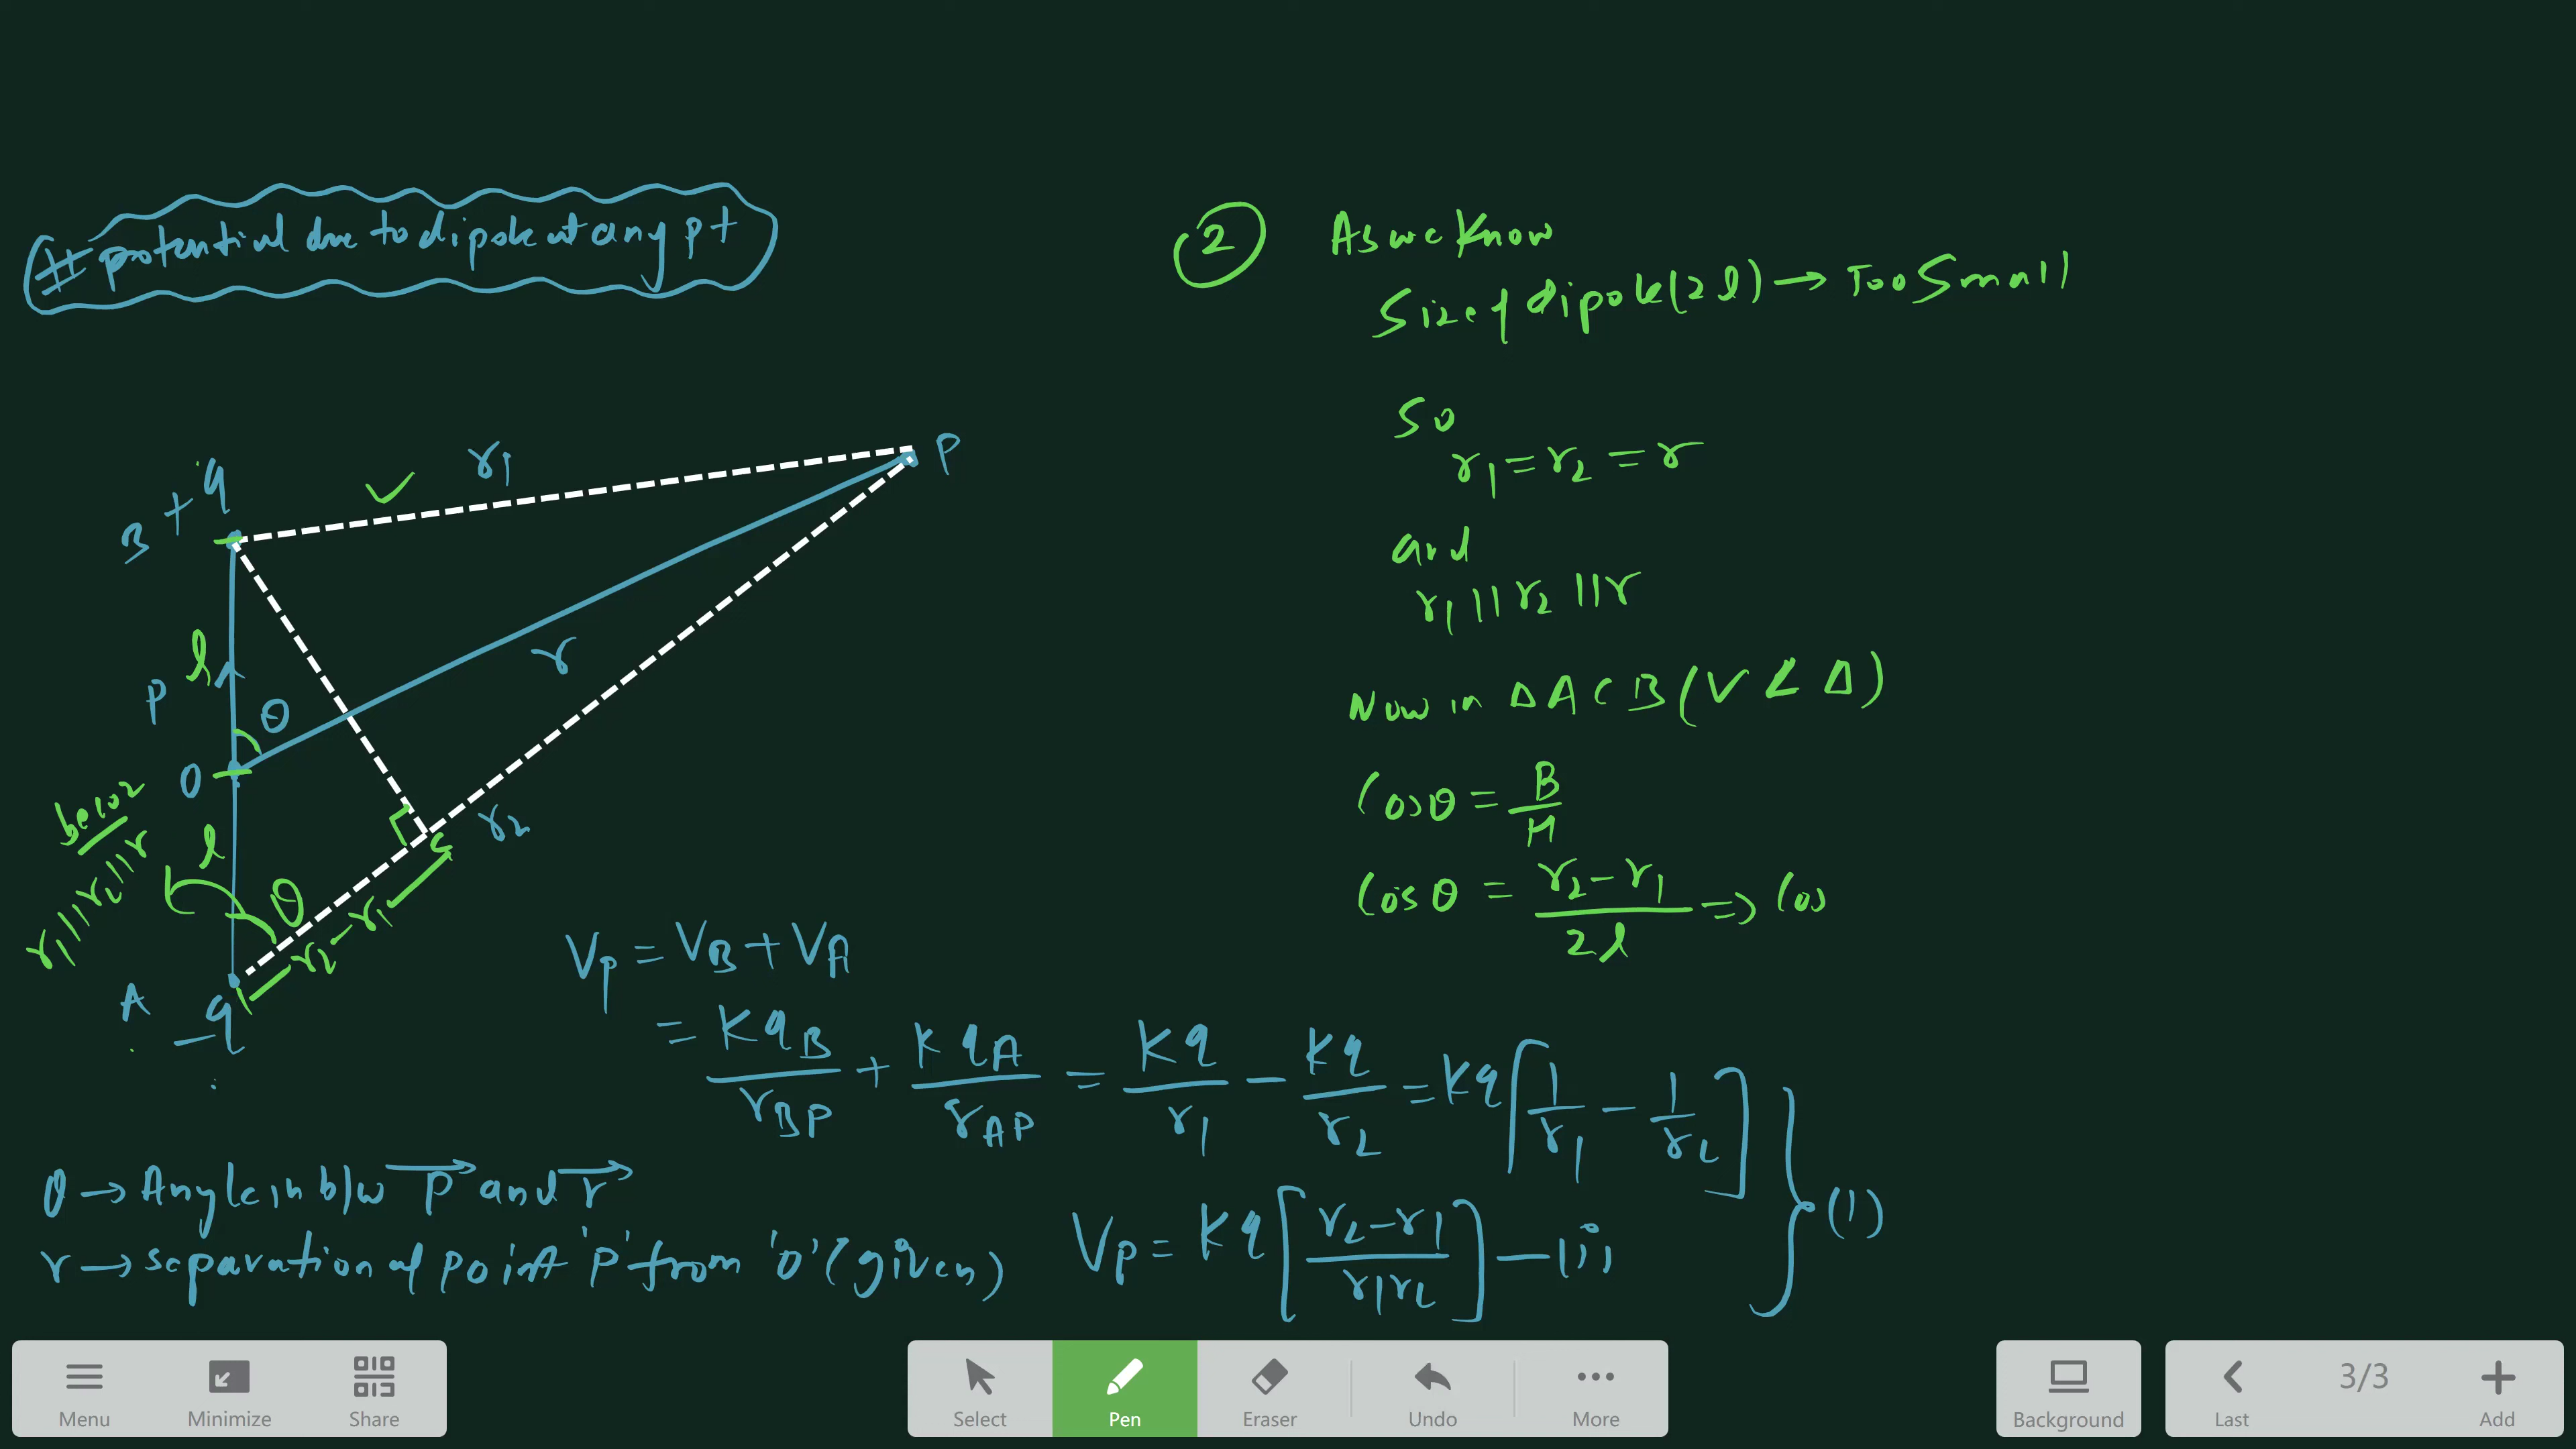 # potential due to dipole at any pt
B +q
r1
P
l
P
θ
r
O
r2
l
r1||r2||r
θ
C
r2-r1
A -q
Vp = VB + VA
= KqB/rBP + KqA/rAP = Kq/r1 - Kq/r2 = Kq[1/r1 - 1/r2]
Vp = Kq[r2-r1/r1r2] — (i)
} (1)
θ → Angle in b/w P and r
r → separation of point 'P' from 'O' (given)
2 As we Know
Size of dipole(2l) → Too Small
So
r1 = r2 = r
and
r1 || r2 || r
Now in Δ ACB (
Cosθ = B/H
Cosθ = r2-r1/2l => Cos
Menu
Minimize
Share
Select
Pen
Eraser
Undo
More
Background
Last
3/3
Add